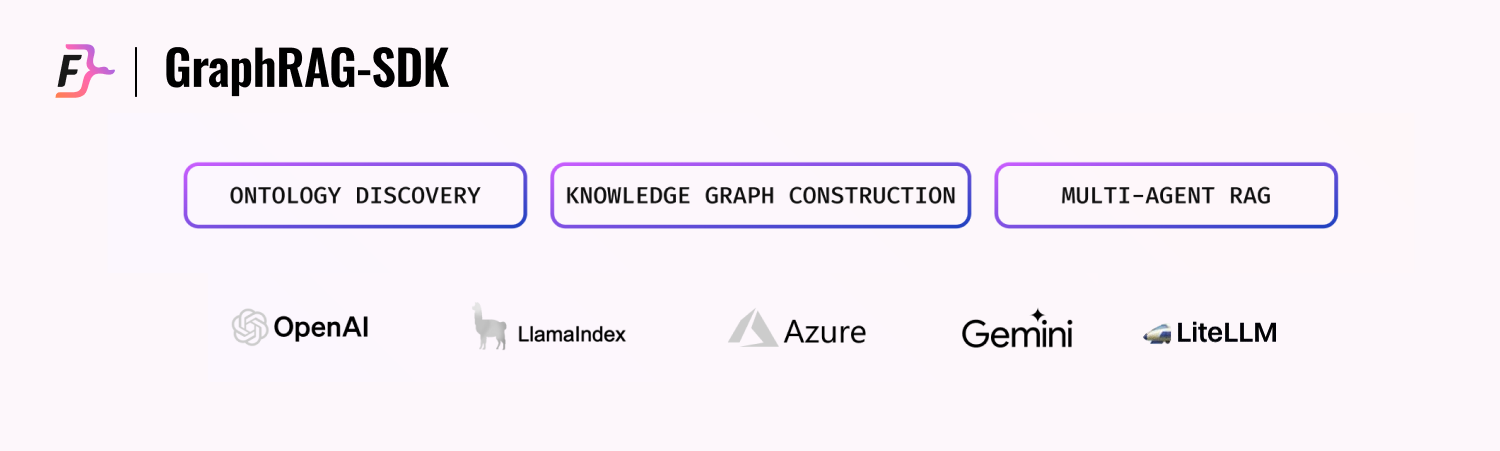 F
GraphRAG-SDK
ONTOLOGY DISCOVERY
KNOWLEDGE GRAPH CONSTRUCTION
MULTI-AGENT RAG
OpenAI
LlamaIndex
Azure
Gemini
LiteLLM